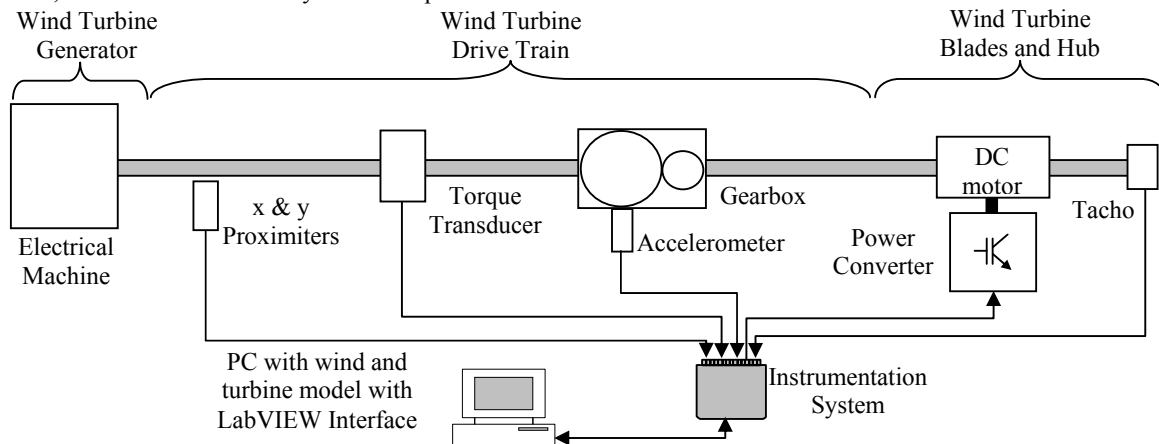 Wind Turbine
Generator
Wind Turbine
Drive Train
Wind Turbine
Blades and Hub
DC
motor
x & y
Proximiters
Torque
Transducer
Gearbox
Tacho
Electrical
Machine
Accelerometer
Power
Converter
PC with wind and
turbine model with
LabVIEW Interface
Instrumentation
System